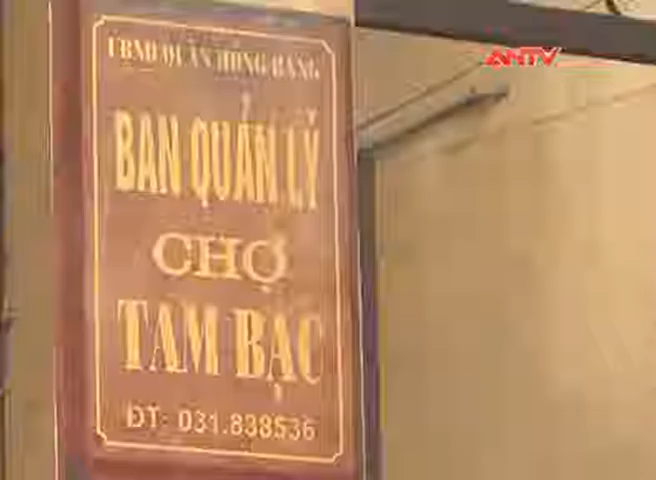 ANTV
UBND QUẬN HỒNG BÀNG
BAN QUẢN LÝ
CHỢ
TAM BẠC
ĐT: 031.838536